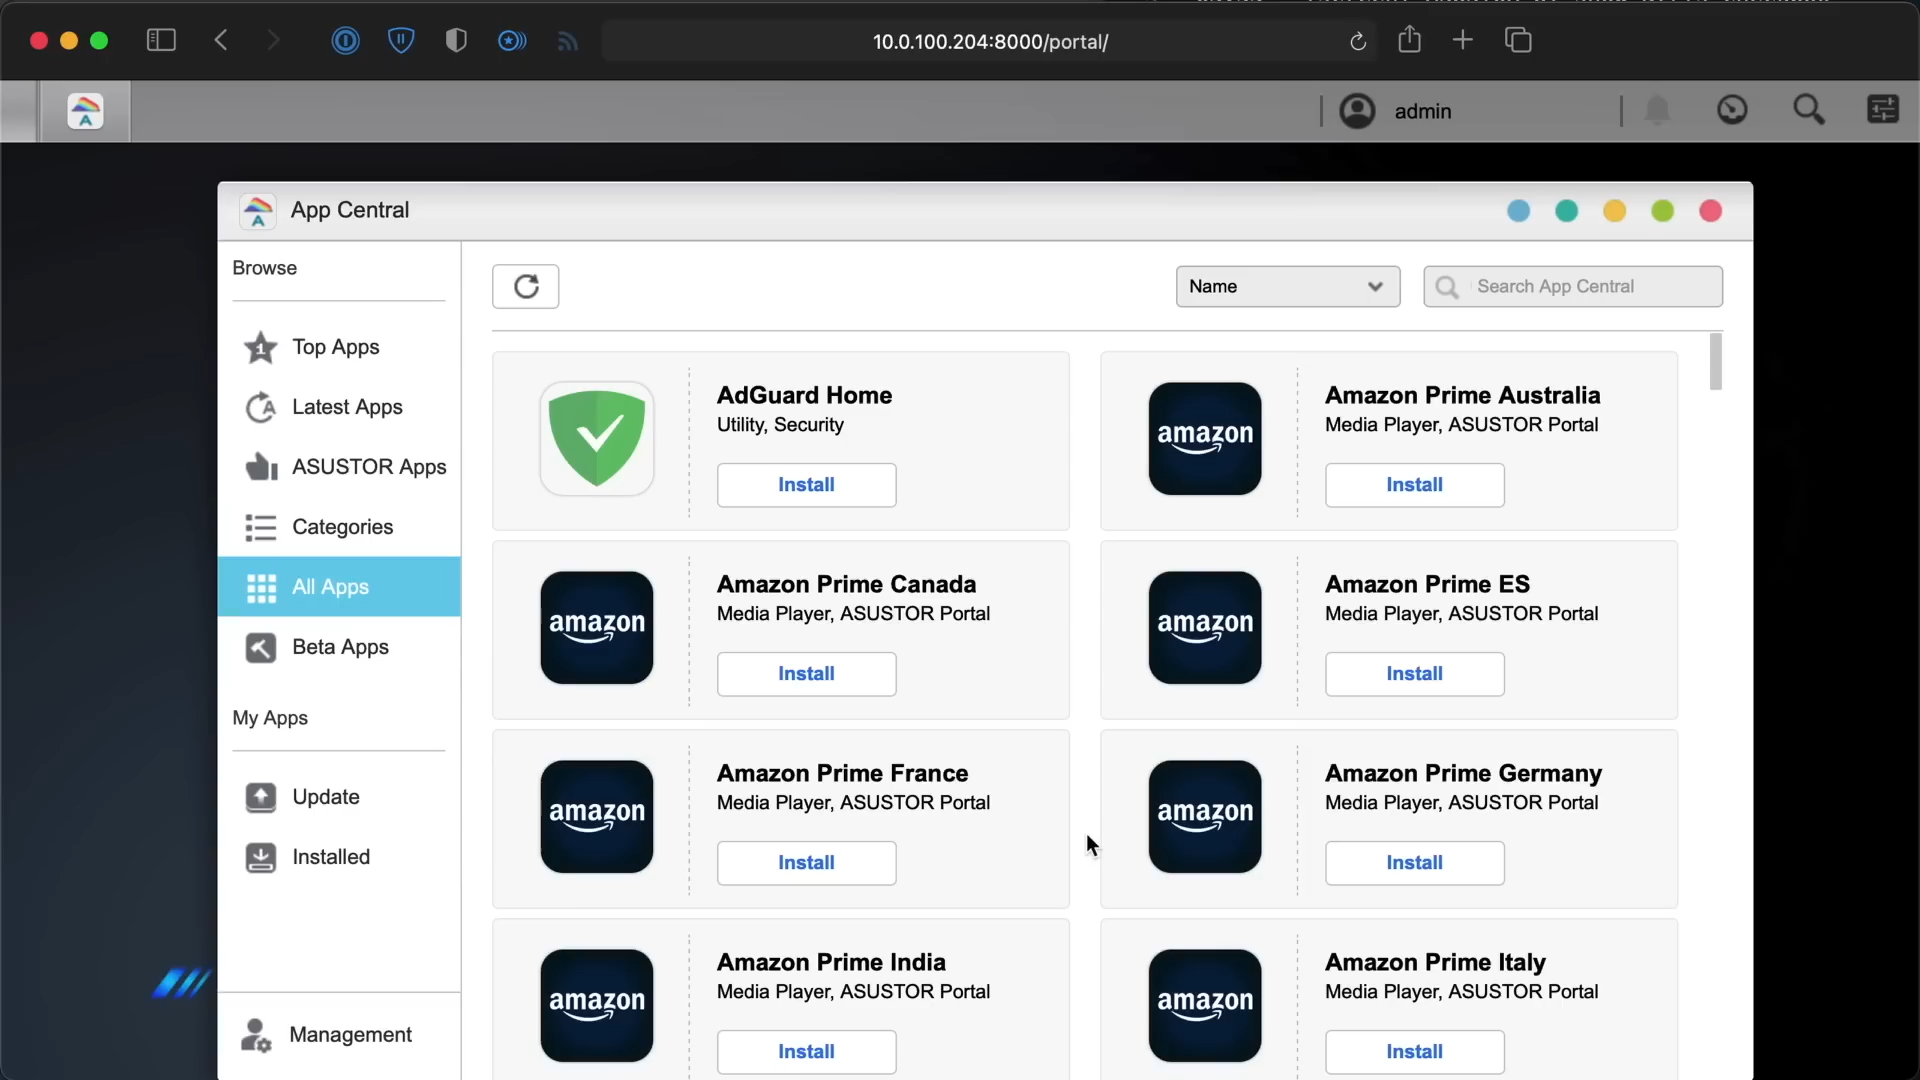 10.0.100.204:8000/portal/
admin
App Central
Browse
Top Apps
Latest Apps
ASUSTOR Apps
Categories
All Apps
Beta Apps
My Apps
Update
Installed
Management
Name
Search App Central
AdGuard Home
Utility, Security
Install
amazon
Amazon Prime Australia
Media Player, ASUSTOR Portal
Install
amazon
Amazon Prime Canada
Media Player, ASUSTOR Portal
Install
amazon
Amazon Prime ES
Media Player, ASUSTOR Portal
Install
amazon
Amazon Prime France
Media Player, ASUSTOR Portal
Install
amazon
Amazon Prime Germany
Media Player, ASUSTOR Portal
Install
amazon
Amazon Prime India
Media Player, ASUSTOR Portal
Install
amazon
Amazon Prime Italy
Media Player, ASUSTOR Portal
Install